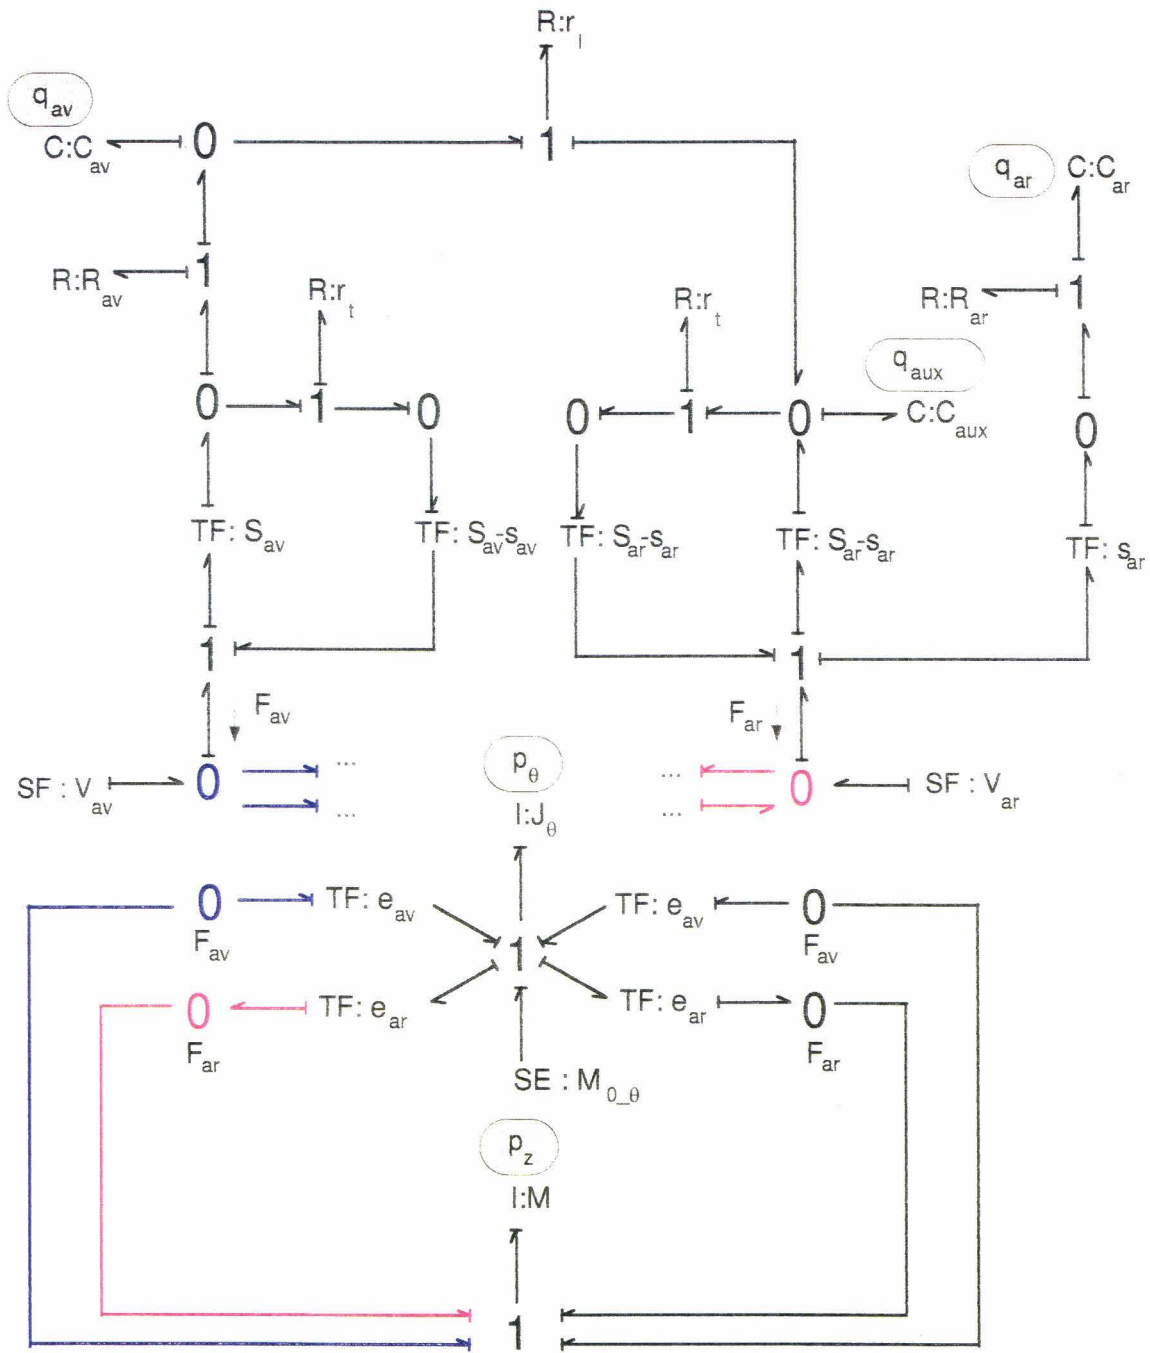 R:r_l
q_av
C:C_av
0
1
q_ar
C:C_ar
R:R_av
1
R:r_t
R:r_t
R:R_ar
1
q_aux
0
1
0
0
1
0
C:C_aux
0
TF: S_av
TF: S_av-s_av
TF: S_ar-s_ar
TF: S_ar-s_ar
TF: s_ar
1
1
F_av
F_ar
SF : V_av
0
...
...
p_θ
I:J_θ
...
...
0
SF : V_ar
0
F_av
TF: e_av
TF: e_av
0
F_av
1
0
F_ar
TF: e_ar
TF: e_ar
0
F_ar
SE : M_0_θ
p_z
I:M
1